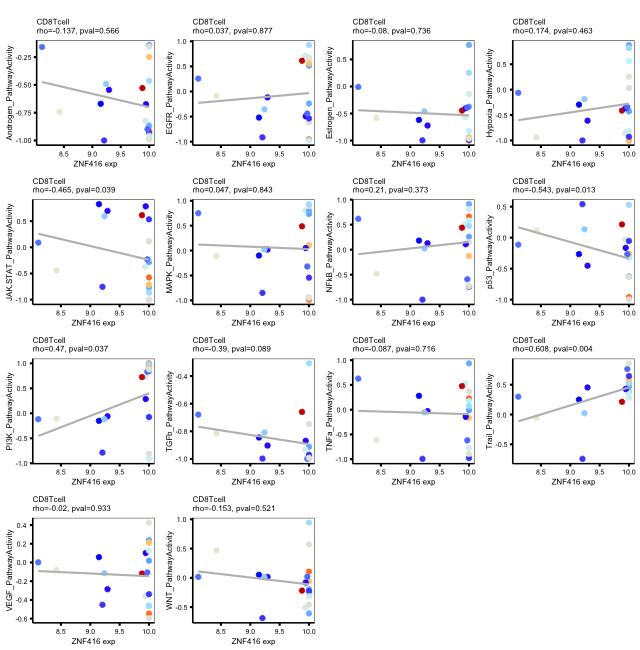 CD8Tcell
rho=-0.137, pval=0.566
Androgen_PathwayActivity
-0.25
-0.50
-0.75
-1.00
8.5
9.0
9.5
10.0
ZNF416 exp
CD8Tcell
rho=0.037, pval=0.877
EGFR_PathwayActivity
1.0
0.5
0.0
-0.5
-1.0
8.5
9.0
9.5
10.0
ZNF416 exp
CD8Tcell
rho=-0.08, pval=0.736
Estrogen_PathwayActivity
0.5
0.0
-0.5
-1.0
8.5
9.0
9.5
10.0
ZNF416 exp
CD8Tcell
rho=0.174, pval=0.463
Hypoxia_PathwayActivity
0.5
0.0
-0.5
-1.0
8.5
9.0
9.5
10.0
ZNF416 exp
CD8Tcell
rho=-0.465, pval=0.039
JAK-STAT_PathwayActivity
0.5
0.0
-0.5
-1.0
8.5
9.0
9.5
10.0
ZNF416 exp
CD8Tcell
rho=0.047, pval=0.843
MAPK_PathwayActivity
1.0
0.5
0.0
-0.5
-1.0
8.5
9.0
9.5
10.0
ZNF416 exp
CD8Tcell
rho=0.21, pval=0.373
NFkB_PathwayActivity
1.0
0.5
0.0
-0.5
-1.0
8.5
9.0
9.5
10.0
ZNF416 exp
CD8Tcell
rho=-0.543, pval=0.013
p53_PathwayActivity
0.5
0.0
-0.5
-1.0
8.5
9.0
9.5
10.0
ZNF416 exp
CD8Tcell
rho=0.47, pval=0.037
PI3K_PathwayActivity
1.0
0.5
0.0
-0.5
-1.0
8.5
9.0
9.5
10.0
ZNF416 exp
CD8Tcell
rho=-0.39, pval=0.089
TGFb_PathwayActivity
-0.4
-0.6
-0.8
-1.0
8.5
9.0
9.5
10.0
ZNF416 exp
CD8Tcell
rho=-0.087, pval=0.716
TNFa_PathwayActivity
1.0
0.5
0.0
-0.5
-1.0
8.5
9.0
9.5
10.0
ZNF416 exp
CD8Tcell
rho=0.608, pval=0.004
Trail_PathwayActivity
0.5
0.0
-0.5
8.5
9.0
9.5
10.0
ZNF416 exp
CD8Tcell
rho=-0.02, pval=0.933
VEGF_PathwayActivity
0.4
0.2
0.0
-0.2
-0.4
-0.6
8.5
9.0
9.5
10.0
ZNF416 exp
CD8Tcell
rho=-0.153, pval=0.521
WNT_PathwayActivity
1.0
0.5
0.0
-0.5
8.5
9.0
9.5
10.0
ZNF416 exp